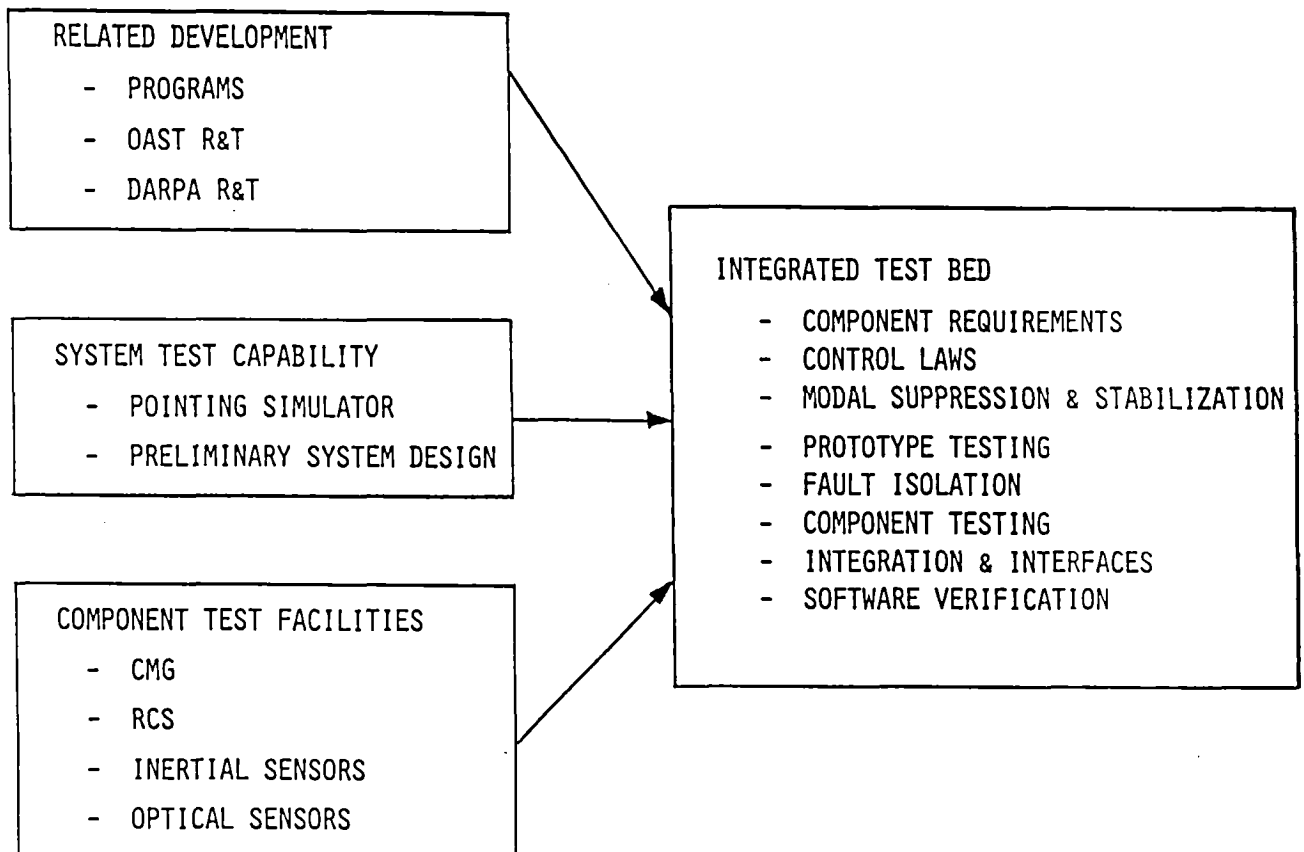 RELATED DEVELOPMENT
- PROGRAMS
- OAST R&T
- DARPA R&T
SYSTEM TEST CAPABILITY
- POINTING SIMULATOR
- PRELIMINARY SYSTEM DESIGN
COMPONENT TEST FACILITIES
- CMG
- RCS
- INERTIAL SENSORS
- OPTICAL SENSORS
INTEGRATED TEST BED
- COMPONENT REQUIREMENTS
- CONTROL LAWS
- MODAL SUPPRESSION & STABILIZATION
- PROTOTYPE TESTING
- FAULT ISOLATION
- COMPONENT TESTING
- INTEGRATION & INTERFACES
- SOFTWARE VERIFICATION